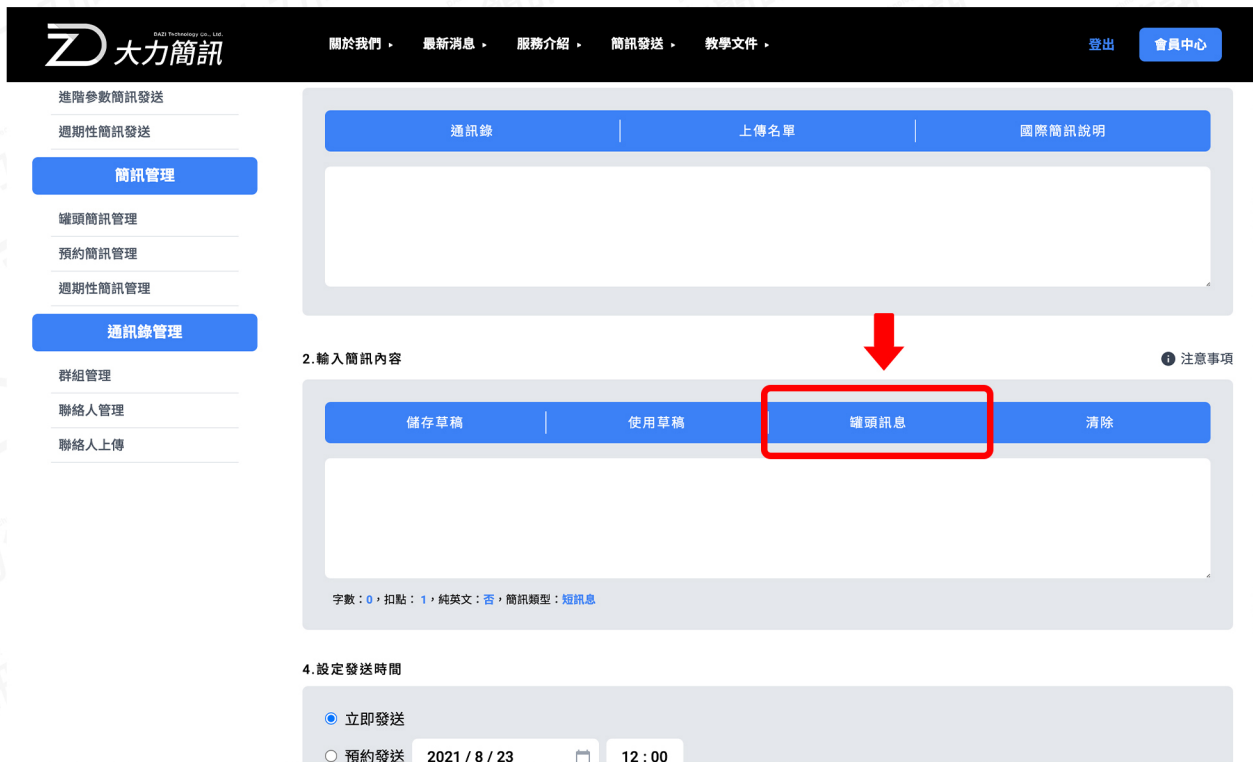 DAZI Technology Co., Ltd.
大力簡訊
關於我們 ▸ 最新消息 ▸ 服務介紹 ▸ 簡訊發送 ▸ 教學文件 ▸ 登出 會員中心
進階參數簡訊發送
週期性簡訊發送
簡訊管理
罐頭簡訊管理
預約簡訊管理
週期性簡訊管理
通訊錄管理
群組管理
聯絡人管理
聯絡人上傳
通訊錄 上傳名單 國際簡訊說明
2.輸入簡訊內容 注意事項
儲存草稿 使用草稿 罐頭訊息 清除
字數：0，扣點： 1，純英文：否，簡訊類型：短訊息
4.設定發送時間
立即發送
預約發送 2021 / 8 / 23 12 : 00